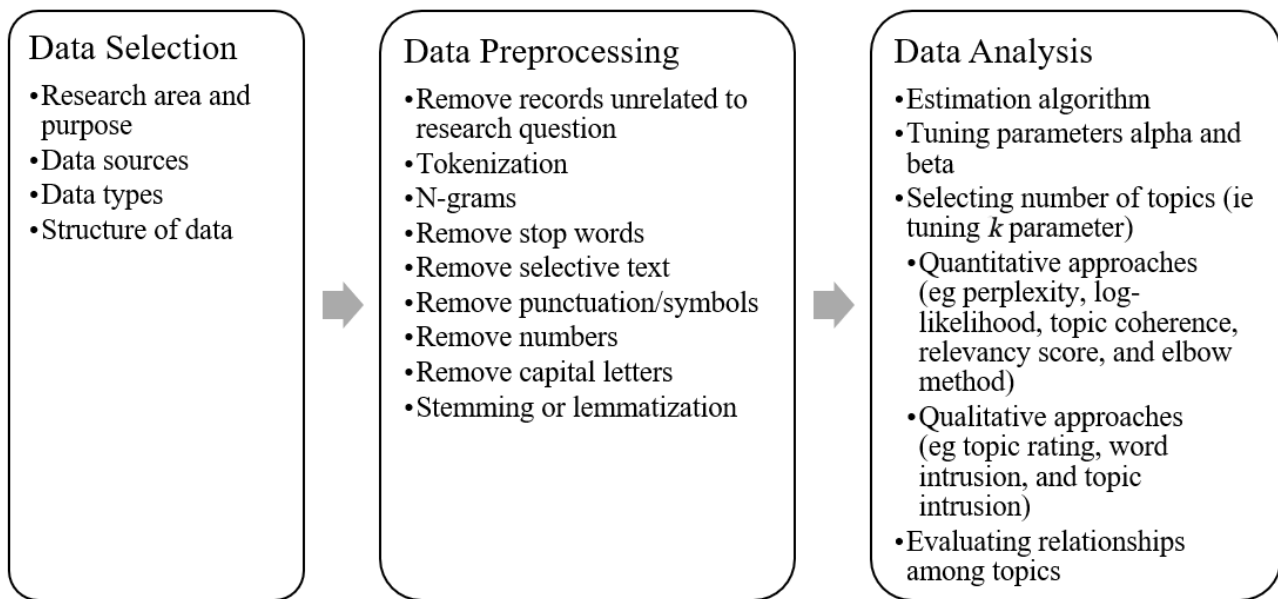 Data Selection
•Research area and
purpose
•Data sources
•Data types
•Structure of data
Data Preprocessing
•Remove records unrelated to
research question
•Tokenization
•N-grams
•Remove stop words
•Remove selective text
•Remove punctuation/symbols
•Remove numbers
•Remove capital letters
•Stemming or lemmatization
Data Analysis
•Estimation algorithm
•Tuning parameters alpha and
beta
•Selecting number of topics (ie
tuning k parameter)
•Quantitative approaches
(eg perplexity, log-
likelihood, topic coherence,
relevancy score, and elbow
method)
•Qualitative approaches
(eg topic rating, word
intrusion, and topic
intrusion)
•Evaluating relationships
among topics